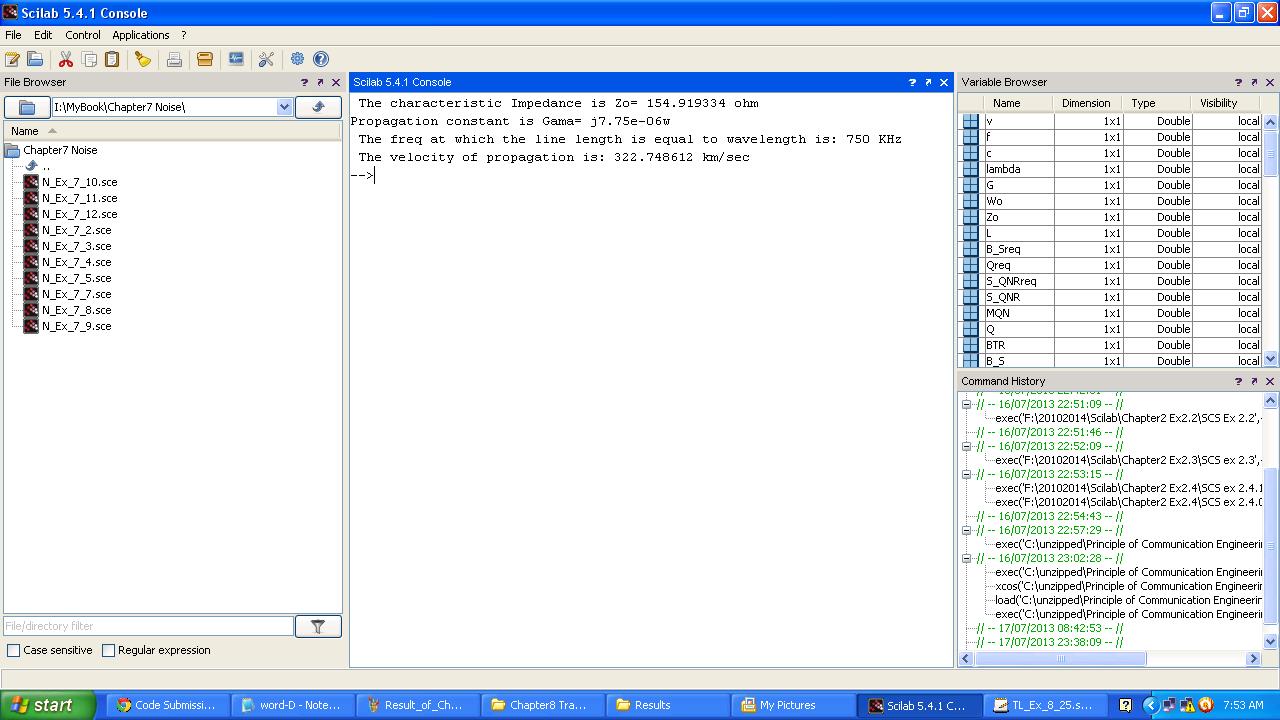 Scilab 5.4.1 Console
File Edit Control Applications ?
File Browser ? 
I:\MyBook\Chapter7 Noise\
Name
Chapter7 Noise
..
N_Ex_7_10.sce
N_Ex_7_11.sce
N_Ex_7_12.sce
N_Ex_7_2.sce
N_Ex_7_3.sce
N_Ex_7_4.sce
N_Ex_7_5.sce
N_Ex_7_7.sce
N_Ex_7_8.sce
N_Ex_7_9.sce
File/directory filter
Case sensitive Regular expression
Scilab 5.4.1 Console ?
The characteristic Impedance is Zo= 154.919334 ohm
Propagation constant is Gama= j7.75e-06w
The freq at which the line length is equal to wavelength is: 750 KHz
The velocity of propagation is: 322.748612 km/sec
-->
Variable Browser ?
Name Dimension Type Visibility
v 1x1 Double local
f 1x1 Double local
c 1x1 Double local
lambda 1x1 Double local
G 1x1 Double local
Wo 1x1 Double local
Zo 1x1 Double local
L 1x1 Double local
B_Sreq 1x1 Double local
Qreq 1x1 Double local
S_QNRreq 1x1 Double local
S_QNR 1x1 Double local
MQN 1x1 Double local
Q 1x1 Double local
BTR 1x1 Double local
B_S 1x1 Double local
Command History ?
// -- 16/07/2013 22:51:09 -- //
exec('F:\20102014\Scilab\Chapter2 Ex2.2\SCS Ex 2.2',
// -- 16/07/2013 22:51:46 -- //
// -- 16/07/2013 22:52:09 -- //
exec('F:\20102014\Scilab\Chapter2 Ex2.3\SCS ex 2.3',
// -- 16/07/2013 22:53:15 -- //
exec('F:\20102014\Scilab\Chapter2 Ex2.4\SCS ex 2.4.1
exec('F:\20102014\Scilab\Chapter2 Ex2.4\SCS ex 2.4.
// -- 16/07/2013 22:54:43 -- //
// -- 16/07/2013 22:57:29 -- //
exec('C:\unzipped\Principle of Communication Engineerin
// -- 16/07/2013 23:02:28 -- //
exec('C:\unzipped\Principle of Communication Engineerin
xcos('C:\unzipped\Principle of Communication Engineerin
load('C:\unzipped\Principle of Communication Engineerin
exec('C:\unzipped\Principle of Communication Engineerin
// -- 17/07/2013 08:42:53 -- //
// -- 17/07/2013 23:38:09 -- //
start Code Submissi... word-D - Note... Result_of_Ch... Chapter8 Tra... Results My Pictures Scilab 5.4.1 C... TL_Ex_8_25.s... ? 7:53 AM